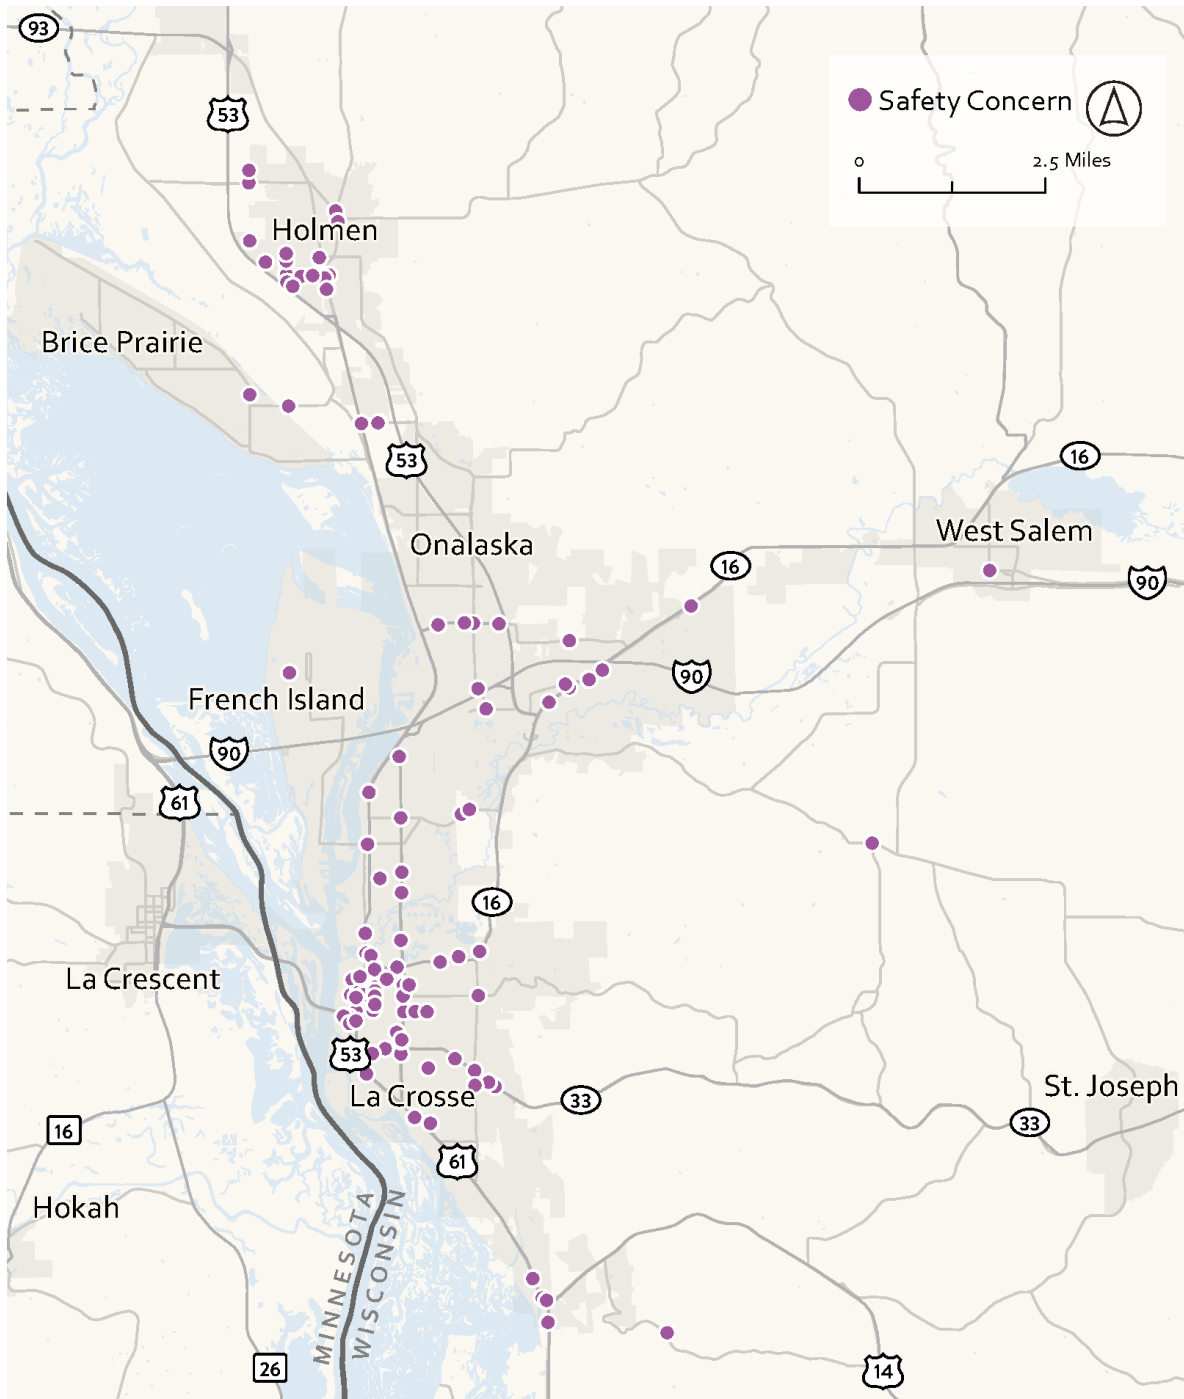 93
53
Safety Concern
0
2.5 Miles
Holmen
Brice Prairie
53
16
West Salem
Onalaska
16
90
90
French Island
90
61
16
La Crescent
53
La Crosse
33
St. Joseph
33
16
61
Hokah
MINNESOTA
WISCONSIN
26
14